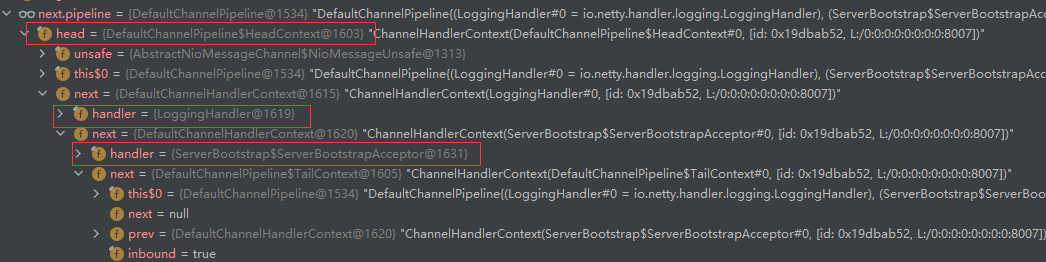 next.pipeline = {DefaultChannelPipeline@1534} "DefaultChannelPipeline{(LoggingHandler#0 = io.netty.handler.logging.LoggingHandler), (ServerBootstrap$ServerBootstrapAcce
head = {DefaultChannelPipeline$HeadContext@1603} "ChannelHandlerContext(DefaultChannelPipeline$HeadContext#0, [id: 0x19dbab52, L:/0:0:0:0:0:0:0:0:8007])"
unsafe = {AbstractNioMessageChannel$NioMessageUnsafe@1313}
this$0 = {DefaultChannelPipeline@1534} "DefaultChannelPipeline{(LoggingHandler#0 = io.netty.handler.logging.LoggingHandler), (ServerBootstrap$ServerBootstrapAcce
next = {DefaultChannelHandlerContext@1615} "ChannelHandlerContext(LoggingHandler#0, [id: 0x19dbab52, L:/0:0:0:0:0:0:0:0:8007])"
handler = {LoggingHandler@1619}
next = {DefaultChannelHandlerContext@1620} "ChannelHandlerContext(ServerBootstrap$ServerBootstrapAcceptor#0, [id: 0x19dbab52, L:/0:0:0:0:0:0:0:0:8007])"
handler = {ServerBootstrap$ServerBootstrapAcceptor@1631}
next = {DefaultChannelPipeline$TailContext@1605} "ChannelHandlerContext(DefaultChannelPipeline$TailContext#0, [id: 0x19dbab52, L:/0:0:0:0:0:0:0:0:8007])"
this$0 = {DefaultChannelPipeline@1534} "DefaultChannelPipeline{(LoggingHandler#0 = io.netty.handler.logging.LoggingHandler), (ServerBootstrap$ServerBo
next = null
prev = {DefaultChannelHandlerContext@1620} "ChannelHandlerContext(ServerBootstrap$ServerBootstrapAcceptor#0, [id: 0x19dbab52, L:/0:0:0:0:0:0:0:0:800
inbound = true